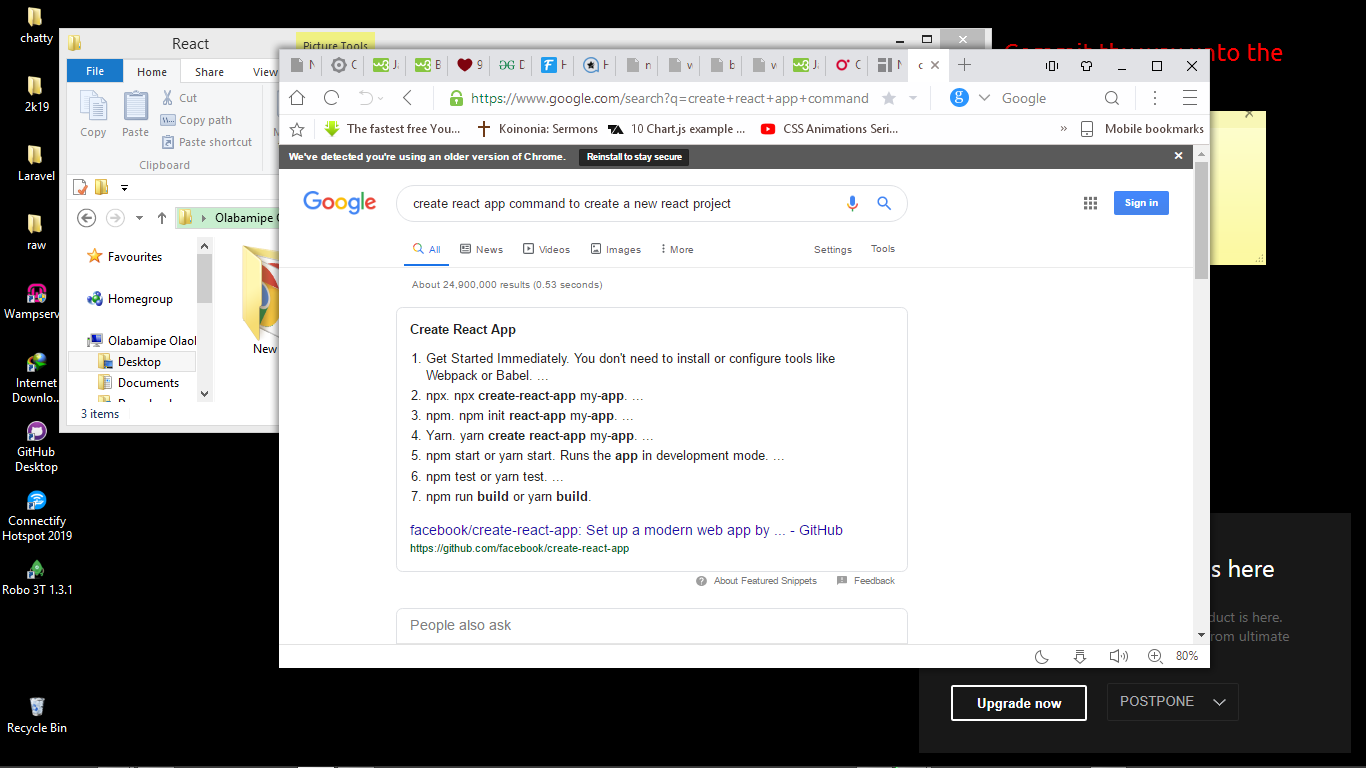 chatty
2k19
Laravel
raw
Wampserv
Internet
Downlo...
GitHub
Desktop
Connectify
Hotspot 2019
Robo 3T 1.3.1
Recycle Bin
React
Picture Tools
File
Home
Share
View
Copy
Paste
Cut
Copy path
Paste shortcut
Clipboard
Olabamipe
Favourites
Homegroup
Olabamipe Olaol
Desktop
Documents
New
3 items
https://www.google.com/search?q=create+react+app+command
Google
The fastest free You...
Koinonia: Sermons
10 Chart.js example ...
CSS Animations Seri...
»
Mobile bookmarks
We've detected you're using an older version of Chrome.
Reinstall to stay secure
Google
create react app command to create a new react project
Sign in
All
News
Videos
Images
More
Settings
Tools
About 24,900,000 results (0.53 seconds)
Create React App
1. Get Started Immediately. You don't need to install or configure tools like
Webpack or Babel. ...
2. npx. npx create-react-app my-app. ...
3. npm. npm init react-app my-app. ...
4. Yarn. yarn create react-app my-app. ...
5. npm start or yarn start. Runs the app in development mode. ...
6. npm test or yarn test. ...
7. npm run build or yarn build.
facebook/create-react-app: Set up a modern web app by ... - GitHub
https://github.com/facebook/create-react-app
About Featured Snippets
Feedback
People also ask
80%
unto the
s here
duct is here.
rom ultimate
Upgrade now
POSTPONE